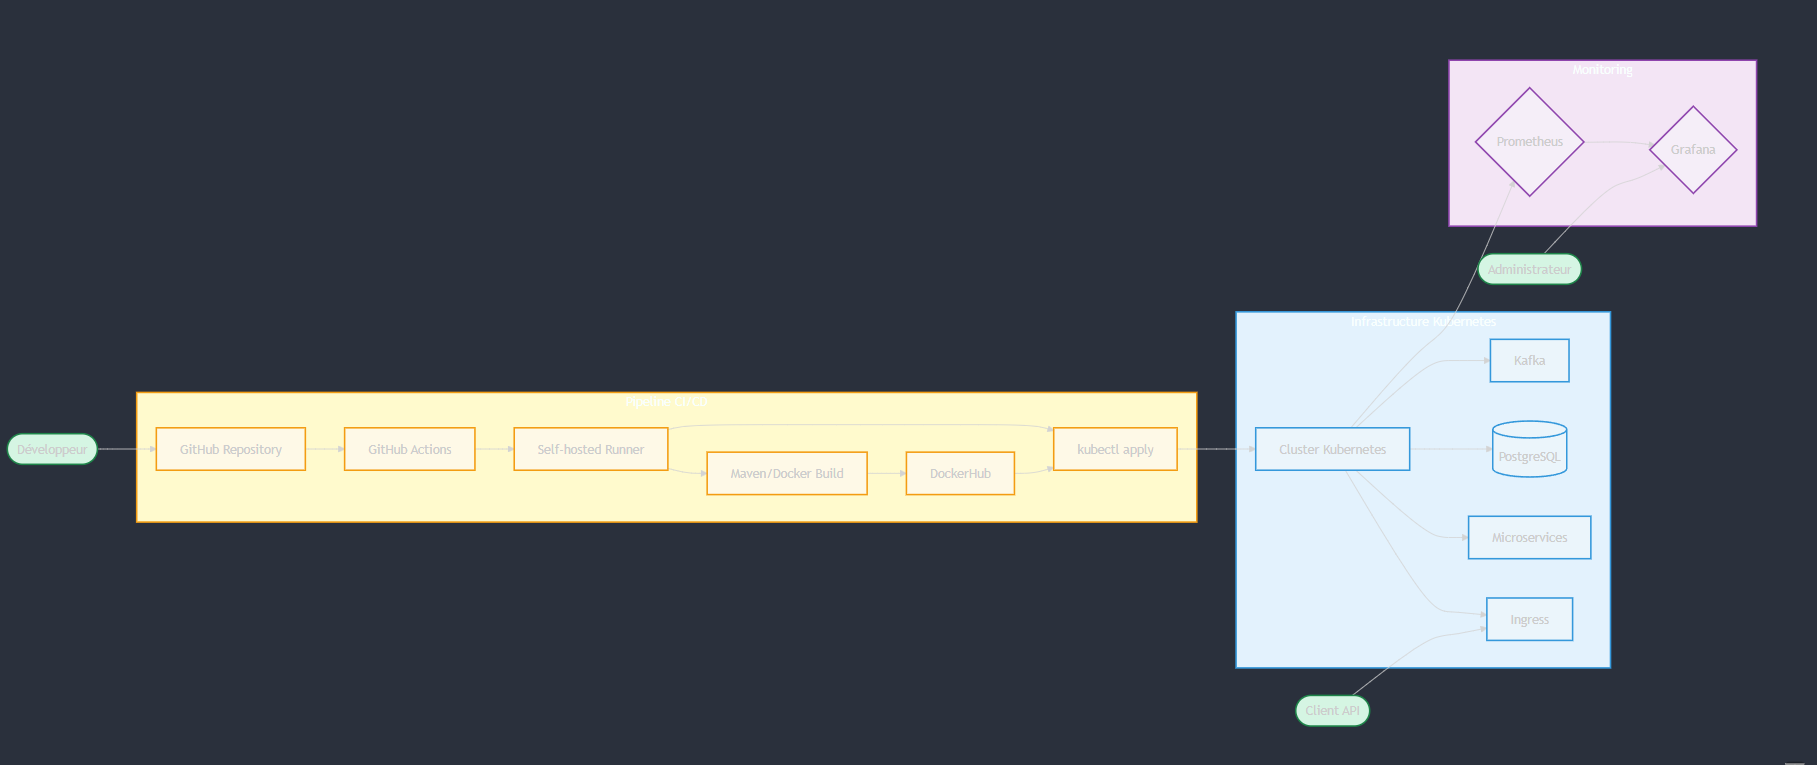 Monitoring
Prometheus
Grafana
Administrateur
Infrastructure Kubernetes
Kafka
Pipeline CI/CD
Développeur
GitHub Repository
GitHub Actions
Self-hosted Runner
kubectl apply
Cluster Kubernetes
PostgreSQL
Maven/Docker Build
DockerHub
Microservices
Ingress
Client API